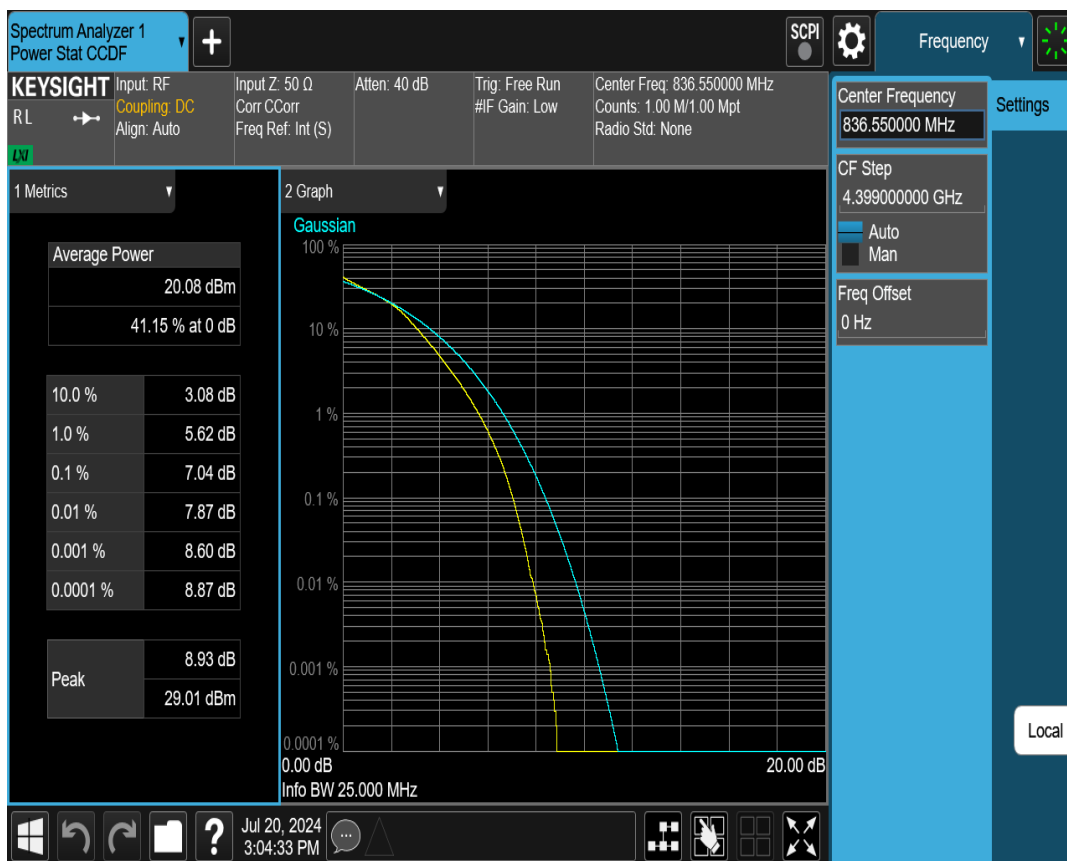 Spectrum Analyzer 1
Power Stat CCDF
+
SCPI
Frequency
KEYSIGHT
RL
LXI
Input: RF
Coupling: DC
Align: Auto
Input Z: 50 Ω
Corr CCorr
Freq Ref: Int (S)
Atten: 40 dB
Trig: Free Run
#IF Gain: Low
Center Freq: 836.550000 MHz
Counts: 1.00 M/1.00 Mpt
Radio Std: None
Center Frequency
836.550000 MHz
Settings
CF Step
4.399000000 GHz
Auto
Man
Freq Offset
0 Hz
Local
1 Metrics
Average Power
20.08 dBm
41.15 % at 0 dB
10.0 % 3.08 dB
1.0 % 5.62 dB
0.1 % 7.04 dB
0.01 % 7.87 dB
0.001 % 8.60 dB
0.0001 % 8.87 dB
Peak 8.93 dB
29.01 dBm
2 Graph
Gaussian
100 %
10 %
1 %
0.1 %
0.01 %
0.001 %
0.0001 %
0.00 dB 20.00 dB
Info BW 25.000 MHz
?
Jul 20, 2024
3:04:33 PM